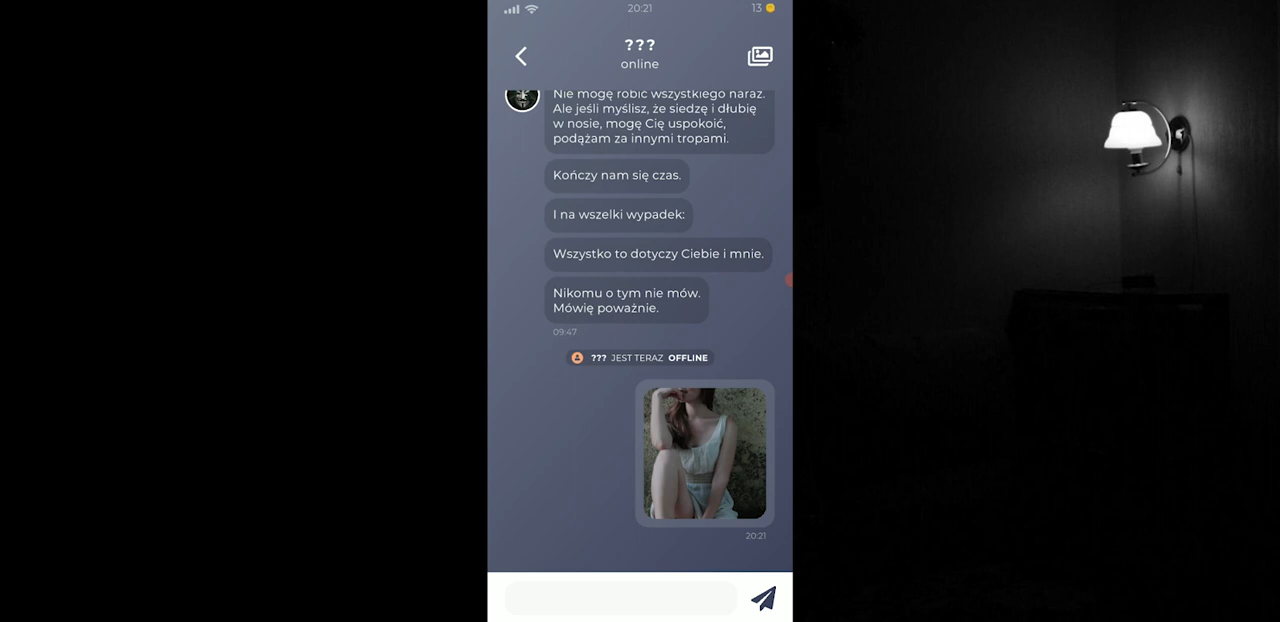 20:21
13
???
online
Nie mogę robić wszystkiego naraz.
Ale jeśli myślisz, że siedzę i dłubię
w nosie, mogę Cię uspokoić,
podążam za innymi tropami.
Kończy nam się czas.
I na wszelki wypadek:
Wszystko to dotyczy Ciebie i mnie.
Nikomu o tym nie mów.
Mówię poważnie.
09:47
??? JEST TERAZ OFFLINE
20:21